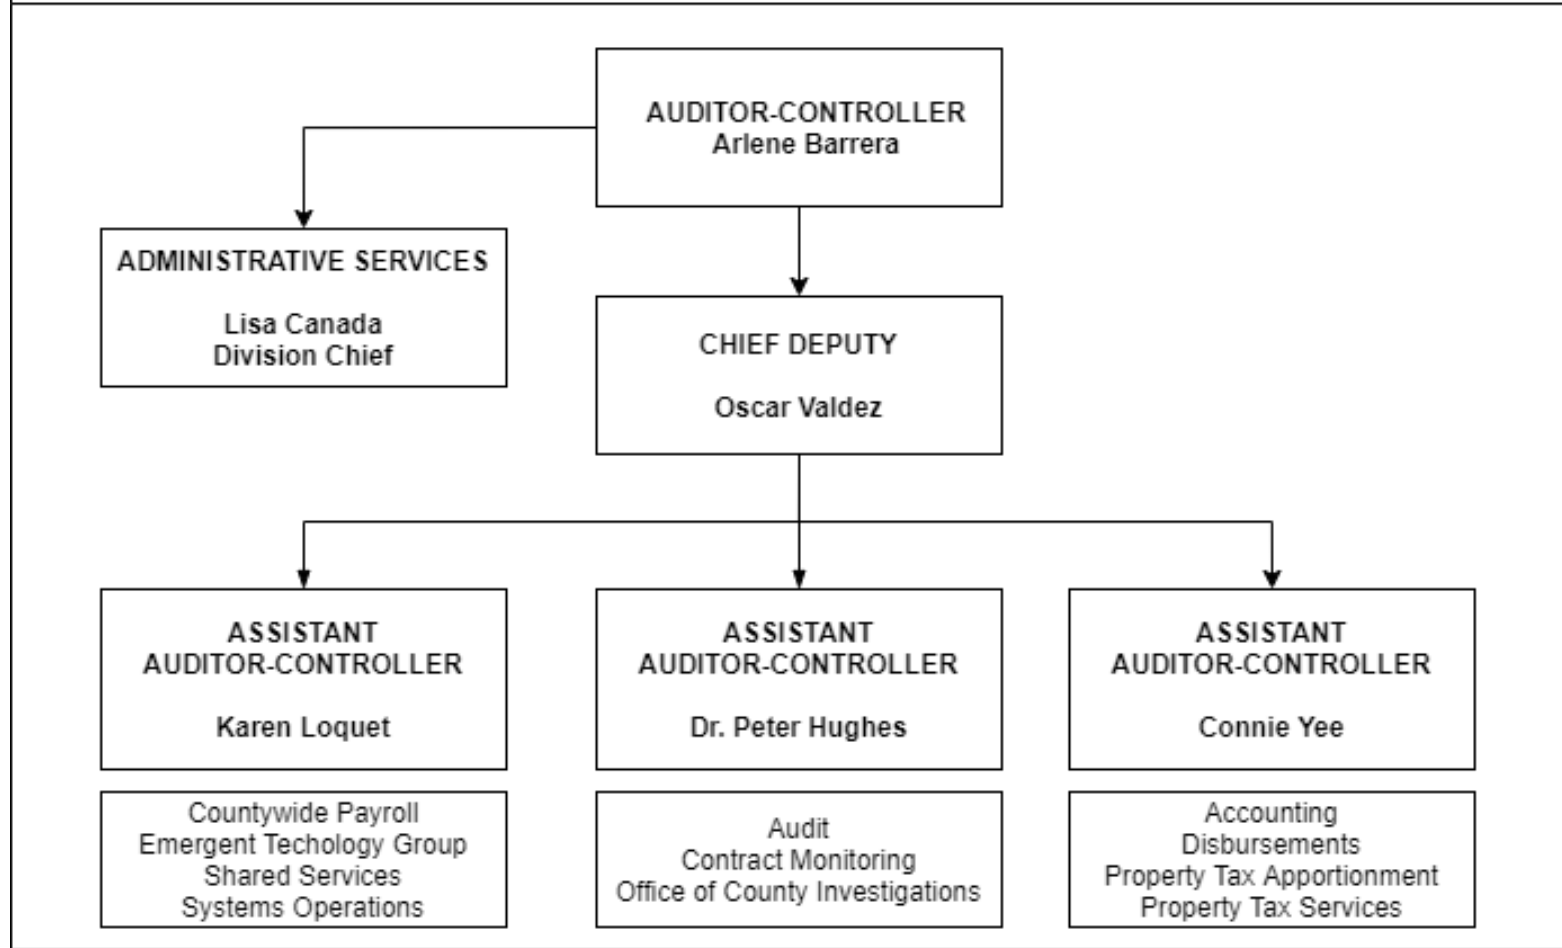 AUDITOR-CONTROLLER
Arlene Barrera
ADMINISTRATIVE SERVICES
Lisa Canada
Division Chief
CHIEF DEPUTY
Oscar Valdez
ASSISTANT
AUDITOR-CONTROLLER
Karen Loquet
Countywide Payroll
Emergent Techology Group
Shared Services
Systems Operations
ASSISTANT
AUDITOR-CONTROLLER
Dr. Peter Hughes
Audit
Contract Monitoring
Office of County Investigations
ASSISTANT
AUDITOR-CONTROLLER
Connie Yee
Accounting
Disbursements
Property Tax Apportionment
Property Tax Services